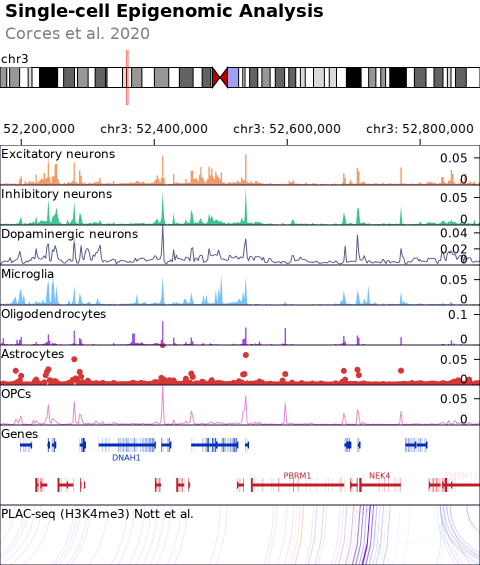 Single-cell Epigenomic Analysis
Corces et al. 2020
chr3
52,200,000 chr3: 52,400,000 chr3: 52,600,000 chr3: 52,800,000
Excitatory neurons 0.05
0
Inhibitory neurons 0.05
0
Dopaminergic neurons 0.04
0.02
0
Microglia 0.05
0
Oligodendrocytes 0.1
0
Astrocytes 0.05
0
OPCs 0.05
0
Genes
DNAH1
PBRM1 NEK4
PLAC-seq (H3K4me3) Nott et al.